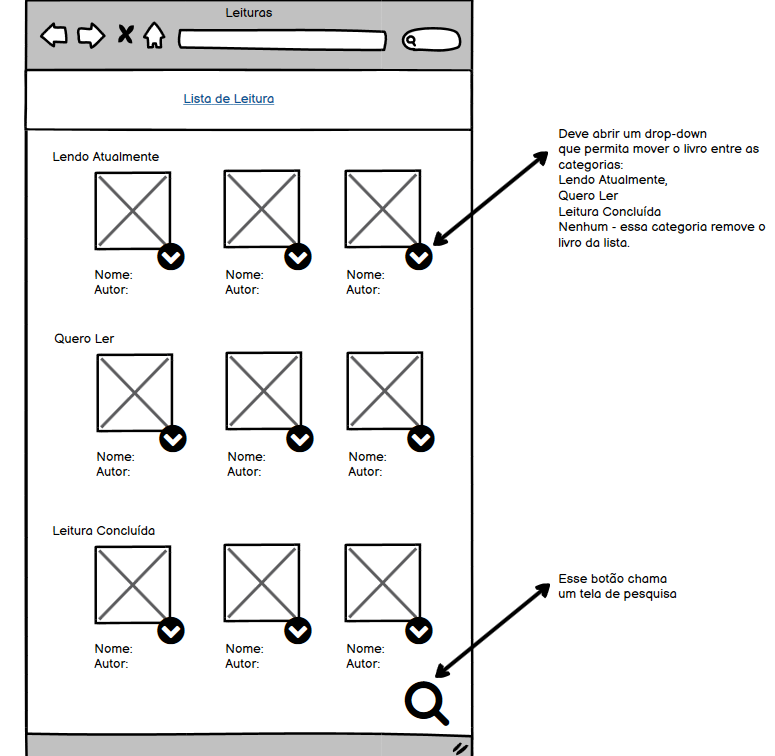 Leituras
Lista de Leitura
Lendo Atualmente
Nome: Nome: Nome:
Autor: Autor: Autor:
Quero Ler
Nome: Nome: Nome:
Autor: Autor: Autor:
Leitura Concluída
Nome: Nome: Nome:
Autor: Autor: Autor:
Deve abrir um drop-down
que permita mover o livro entre as
categorias:
Lendo Atualmente,
Quero Ler
Leitura Concluída
Nenhum - essa categoria remove o
livro da lista.
Esse botão chama
um tela de pesquisa